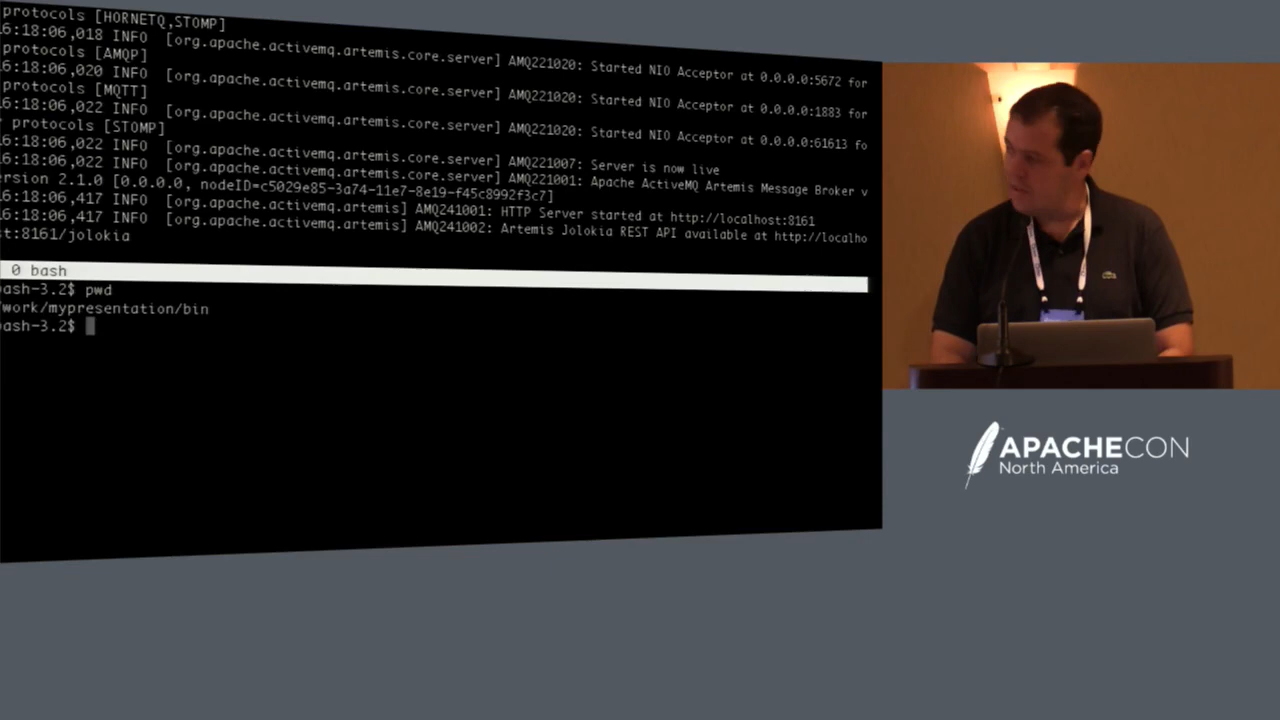 protocols [HORNETQ,STOMP]
6:18:06,018 INFO  [org.apache.activemq.artemis.core.server] AMQ221020: Started NIO Acceptor at 0.0.0.0:5672 for
protocols [AMQP]
16:18:06,020 INFO  [org.apache.activemq.artemis.core.server] AMQ221020: Started NIO Acceptor at 0.0.0.0:1883 for
protocols [MQTT]
16:18:06,022 INFO  [org.apache.activemq.artemis.core.server] AMQ221020: Started NIO Acceptor at 0.0.0.0:61613 fo
r protocols [STOMP]
16:18:06,022 INFO  [org.apache.activemq.artemis.core.server] AMQ221007: Server is now live
16:18:06,022 INFO  [org.apache.activemq.artemis.core.server] AMQ221001: Apache ActiveMQ Artemis Message Broker v
ersion 2.1.0 [0.0.0.0, nodeID=c5029e85-3a74-11e7-8e19-f45c8992f3c7]
16:18:06,417 INFO  [org.apache.activemq.artemis] AMQ241001: HTTP Server started at http://localhost:8161
16:18:06,417 INFO  [org.apache.activemq.artemis] AMQ241002: Artemis Jolokia REST API available at http://localho
st:8161/jolokia
0 bash
bash-3.2$ pwd
/work/mypresentation/bin
bash-3.2$
APACHECON
North America